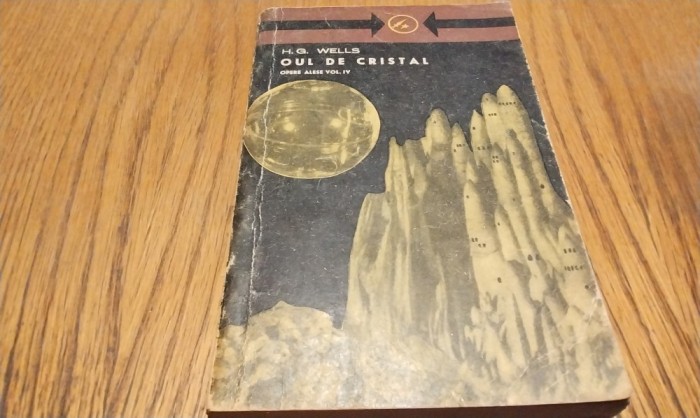 H. G. WELLS
OUL DE CRISTAL
OPERE ALESE VOL. IV